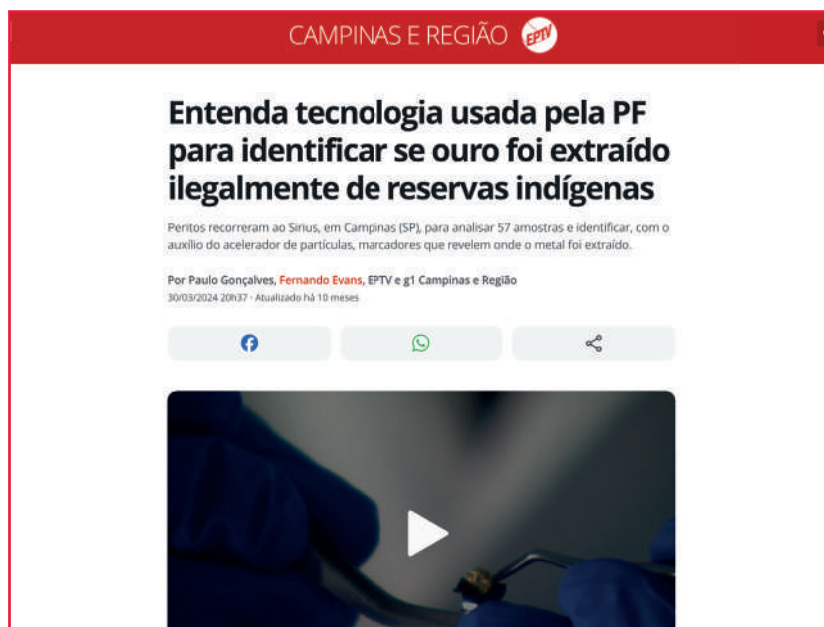 CAMPINAS E REGIÃO EPTV
Entenda tecnologia usada pela PF
para identificar se ouro foi extraído
ilegalmente de reservas indígenas
Peritos recorreram ao Sirius, em Campinas (SP), para analisar 57 amostras e identificar, com o
auxílio do acelerador de partículas, marcadores que revelem onde o metal foi extraído.
Por Paulo Gonçalves, Fernando Evans, EPTV e g1 Campinas e Região
30/03/2024 20h37 · Atualizado há 10 meses